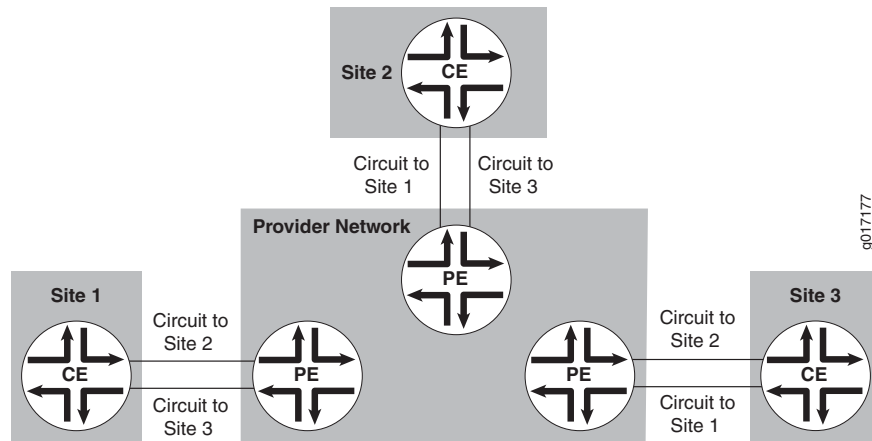 Site 2
CE
Circuit to
Site 1
Circuit to
Site 3
Provider Network
PE
g017177
Site 1
CE
Circuit to
Site 2
Circuit to
Site 3
PE
PE
Circuit to
Site 2
Circuit to
Site 1
Site 3
CE